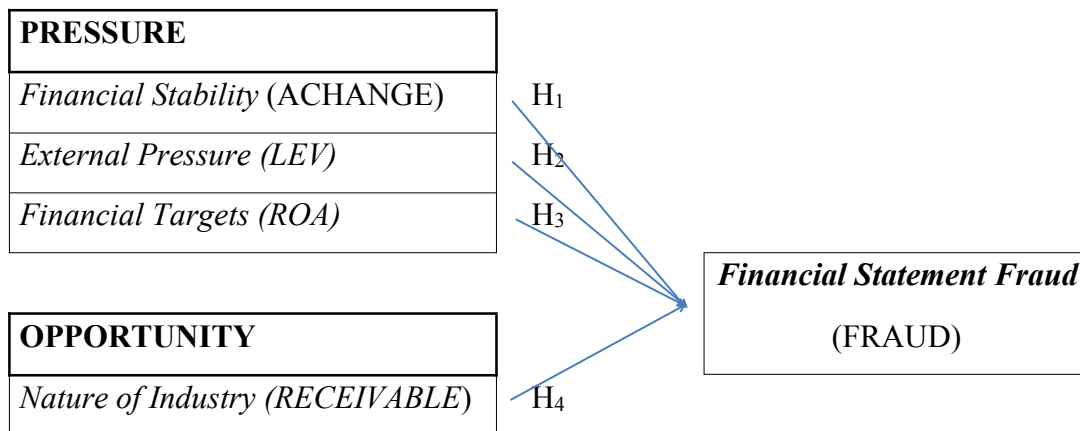 PRESSURE
Financial Stability (ACHANGE) H₁
External Pressure (LEV) H₂
Financial Targets (ROA) H₃
Financial Statement Fraud
(FRAUD)
OPPORTUNITY
Nature of Industry (RECEIVABLE) H₄